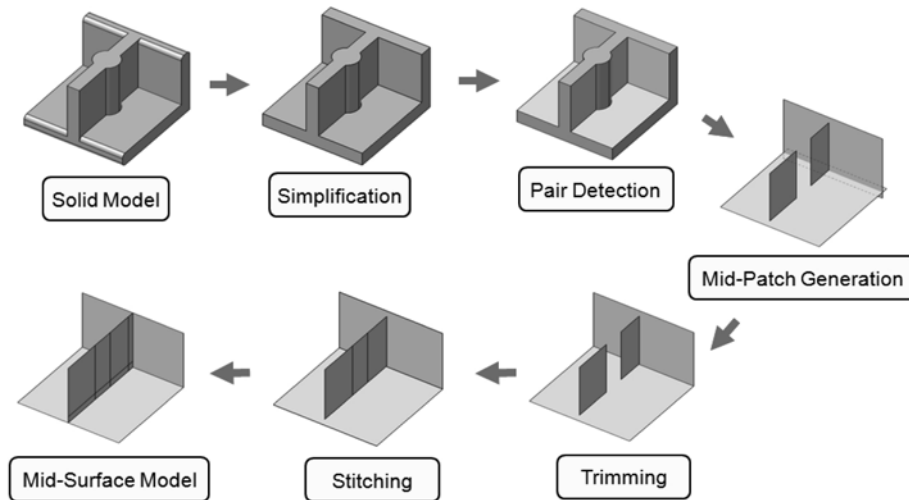 Solid Model
Simplification
Pair Detection
Mid-Patch Generation
Trimming
Stitching
Mid-Surface Model